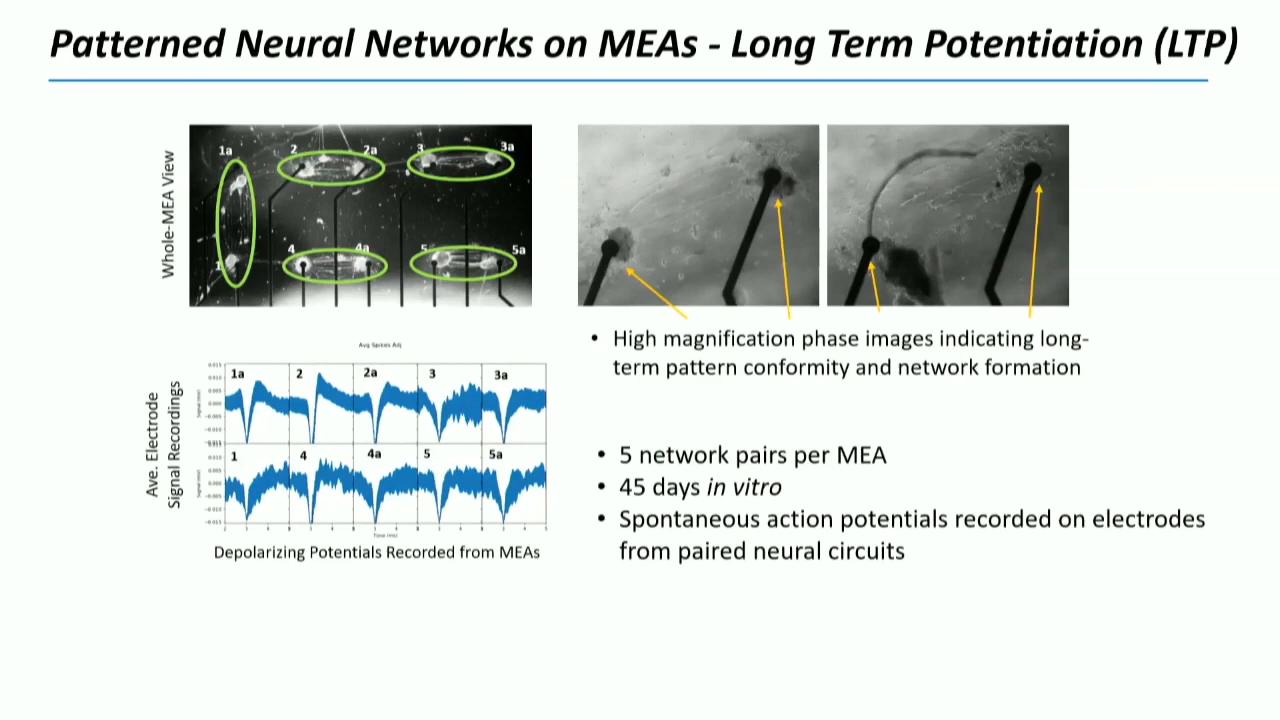 Patterned Neural Networks on MEAs - Long Term Potentiation (LTP)
Whole-MEA View
1a
2
2a
3
3a
1
4
4a
5
5a
• High magnification phase images indicating long-
term pattern conformity and network formation
Ave. Electrode
Signal Recordings
Avg Spikes Adj
1a
2
2a
3
3a
1
4
4a
5
5a
Time (ms)
Depolarizing Potentials Recorded from MEAs
• 5 network pairs per MEA
• 45 days in vitro
• Spontaneous action potentials recorded on electrodes
from paired neural circuits